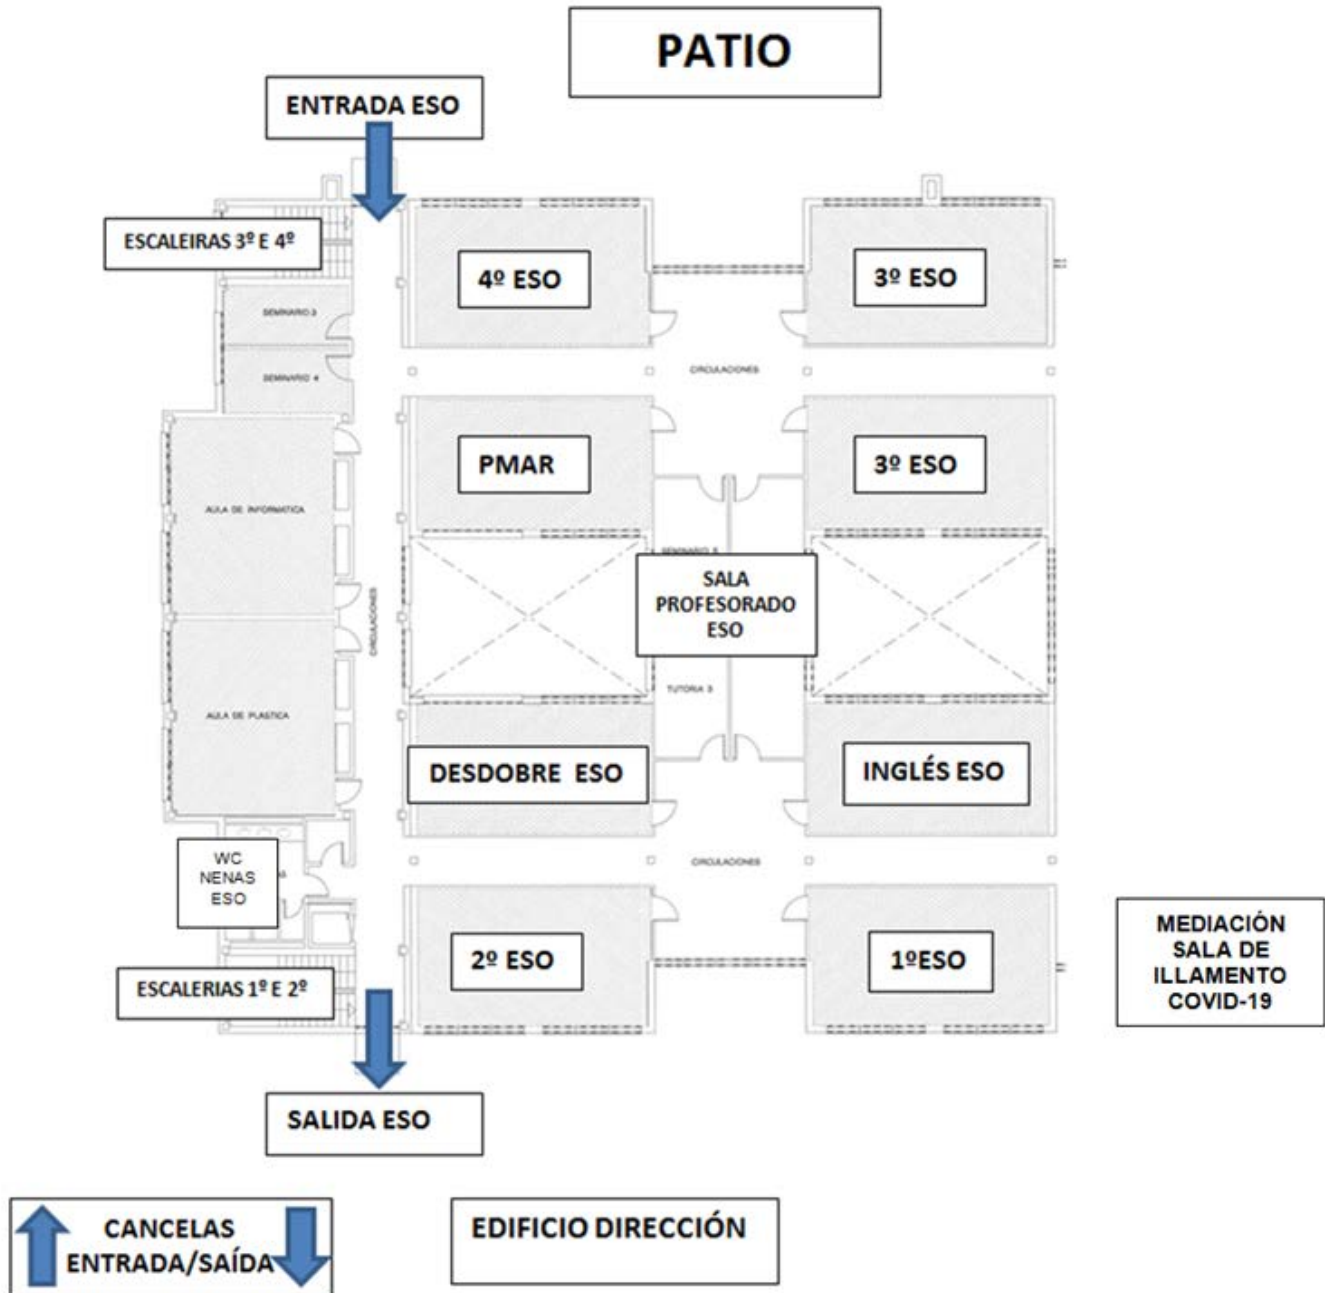 PATIO
ENTRADA ESO
ESCALEIRAS 3º E 4º
4º ESO
3º ESO
SEMINARIO 3
CIRCULACIONES
SEMINARIO 4
PMAR
3º ESO
AULA DE INFORMATICA
SEMINARIO 5
SALA
PROFESORADO
ESO
CIRCULACIONES
TUTORIA 3
AULA DE PLASTICA
DESDOBRE ESO
INGLÉS ESO
WC
NENAS
ESO
CIRCULACIONES
2º ESO
1ºESO
MEDIACIÓN
SALA DE
ILLAMENTO
COVID-19
ESCALERIAS 1º E 2º
SALIDA ESO
CANCELAS
ENTRADA/SAÍDA
EDIFICIO DIRECCIÓN